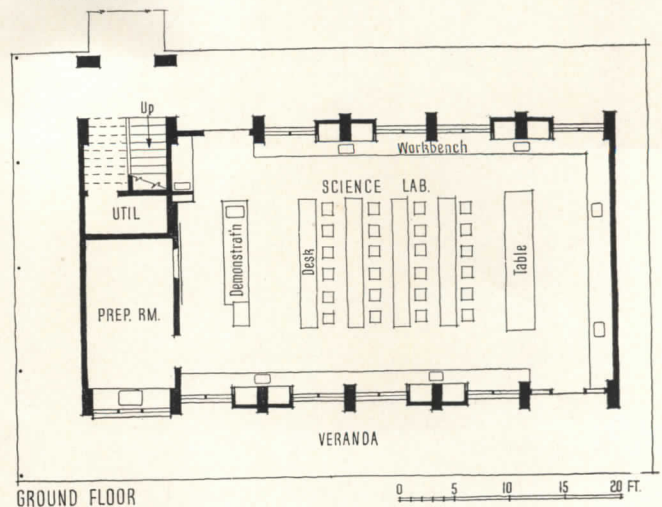 Up
Workbench
SCIENCE LAB.
UTIL
Demonstrat'n
Desk
Table
PREP. RM.
VERANDA
GROUND FLOOR
0 5 10 15 20 FT.